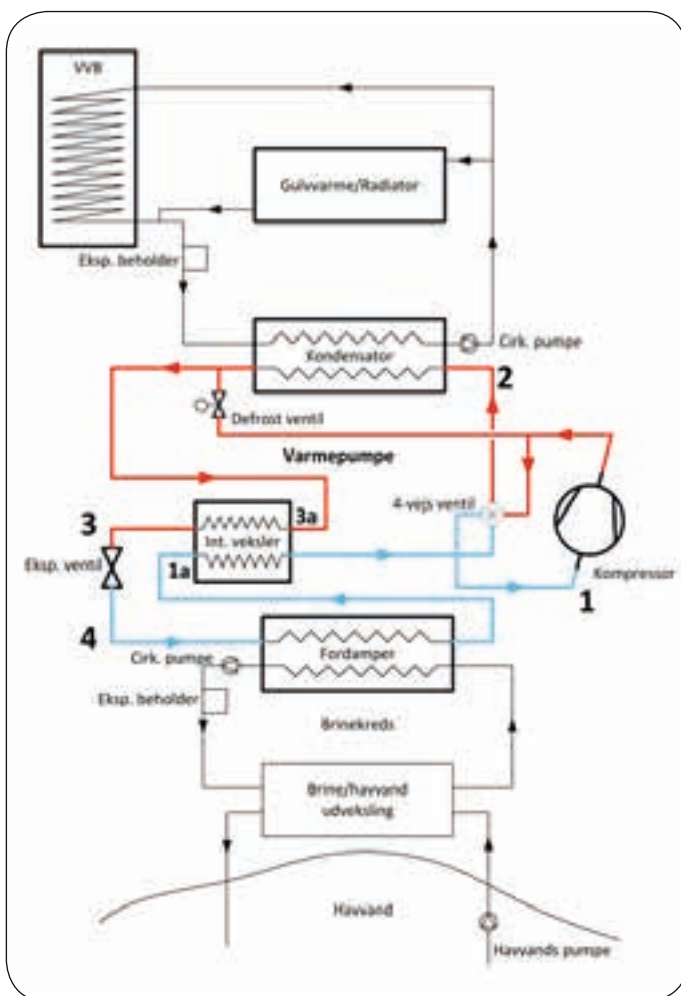 VVB
Gulvvarme/Radiator
Eksp. beholder
Kondensator
Cirk. pumpe
2
Defrost ventil
Varmepumpe
4-vejs ventil
3
3a
Int. veksler
Eksp. ventil
1a
Kompressor
1
4
Fordamper
Cirk. pumpe
Eksp. beholder
Brinekreds
Brine/havvand
udveksling
Havvand
Havvands pumpe